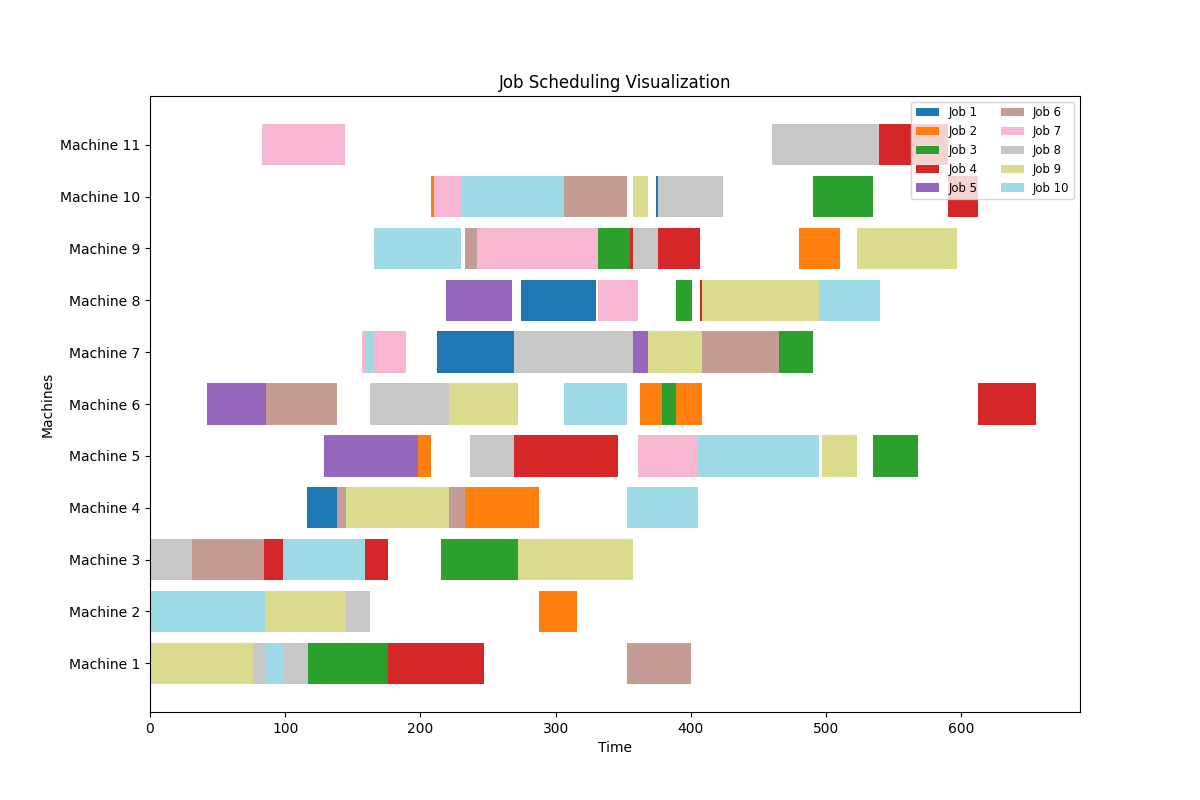 Job Scheduling Visualization
Machine 11
Machine 10
Machine 9
Machine 8
Machine 7
Machine 6
Machine 5
Machine 4
Machine 3
Machine 2
Machine 1
Machines
0 100 200 300 400 500 600
Time
Job 1 Job 6
Job 2 Job 7
Job 3 Job 8
Job 4 Job 9
Job 5 Job 10